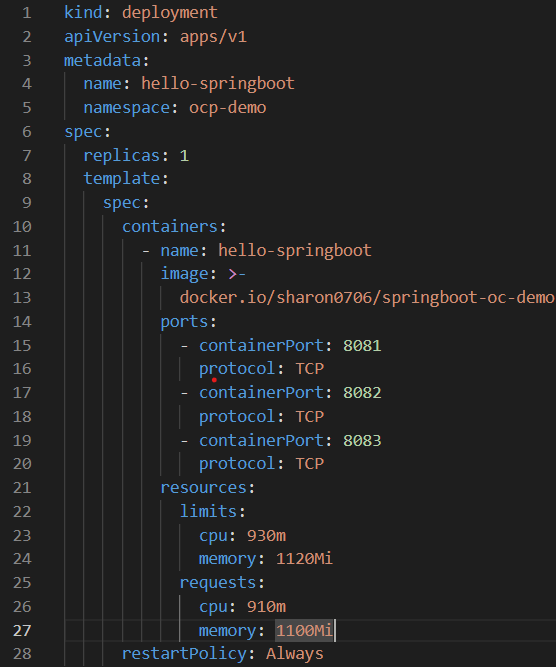 1 kind: deployment
2 apiVersion: apps/v1
3 metadata:
4   name: hello-springboot
5   namespace: ocp-demo
6 spec:
7   replicas: 1
8   template:
9     spec:
10       containers:
11         - name: hello-springboot
12           image: >-
13             docker.io/sharon0706/springboot-oc-demo
14           ports:
15             - containerPort: 8081
16               protocol: TCP
17             - containerPort: 8082
18               protocol: TCP
19             - containerPort: 8083
20               protocol: TCP
21           resources:
22             limits:
23               cpu: 930m
24               memory: 1120Mi
25             requests:
26               cpu: 910m
27               memory: 1100Mi
28       restartPolicy: Always